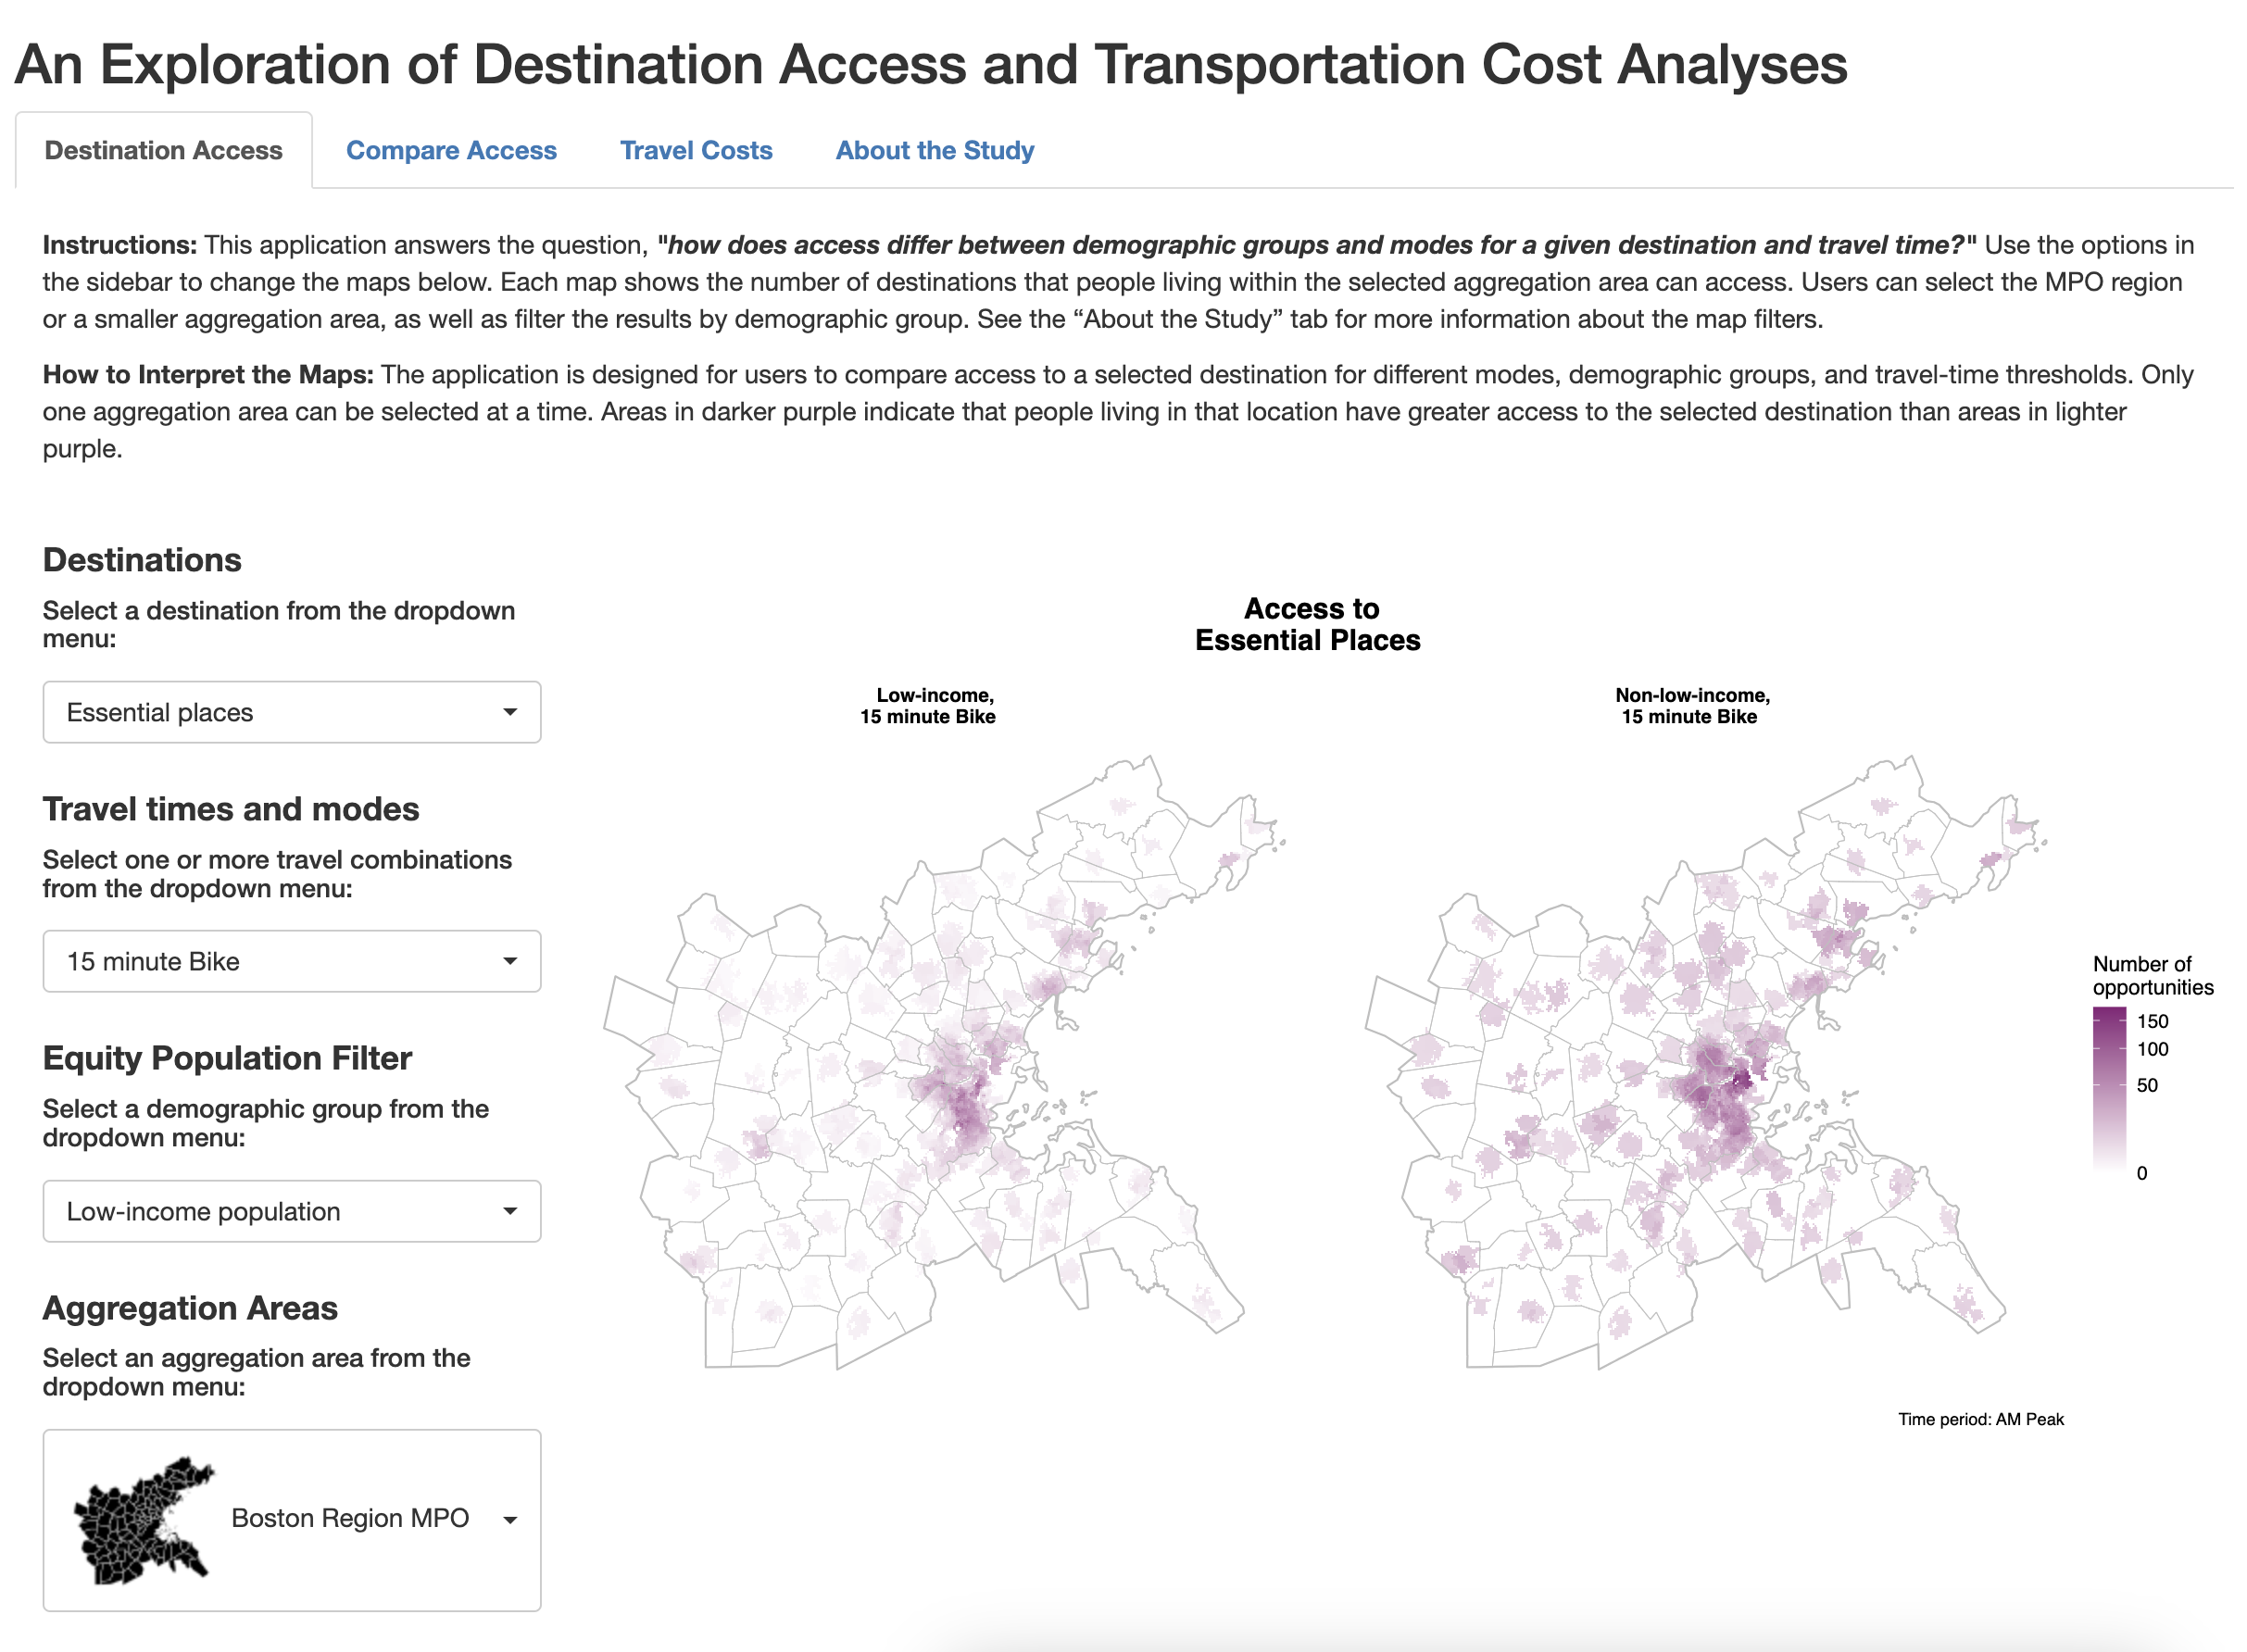 An Exploration of Destination Access and Transportation Cost Analyses
Destination Access
Compare Access
Travel Costs
About the Study
Instructions: This application answers the question, "how does access differ between demographic groups and modes for a given destination and travel time?" Use the options in
the sidebar to change the maps below. Each map shows the number of destinations that people living within the selected aggregation area can access. Users can select the MPO region
or a smaller aggregation area, as well as filter the results by demographic group. See the “About the Study” tab for more information about the map filters.
How to Interpret the Maps: The application is designed for users to compare access to a selected destination for different modes, demographic groups, and travel-time thresholds. Only
one aggregation area can be selected at a time. Areas in darker purple indicate that people living in that location have greater access to the selected destination than areas in lighter
purple.
Destinations
Select a destination from the dropdown
menu:
Essential places
Travel times and modes
Select one or more travel combinations
from the dropdown menu:
15 minute Bike
Equity Population Filter
Select a demographic group from the
dropdown menu:
Low-income population
Aggregation Areas
Select an aggregation area from the
dropdown menu:
Boston Region MPO
Access to
Essential Places
Low-income,
15 minute Bike
Non-low-income,
15 minute Bike
Number of
opportunities
150
100
50
0
Time period: AM Peak